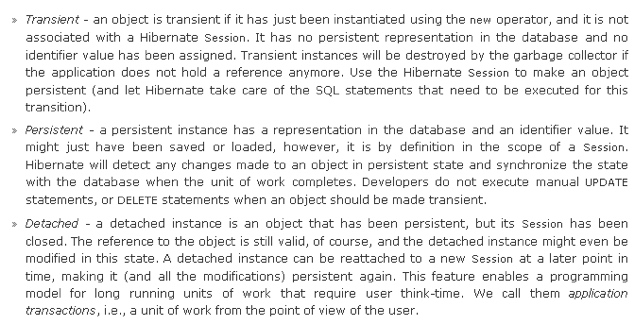 » Transient - an object is transient if it has just been instantiated using the new operator, and it is not
associated with a Hibernate Session. It has no persistent representation in the database and no
identifier value has been assigned. Transient instances will be destroyed by the garbage collector if
the application does not hold a reference anymore. Use the Hibernate Session to make an object
persistent (and let Hibernate take care of the SQL statements that need to be executed for this
transition).
» Persistent - a persistent instance has a representation in the database and an identifier value. It
might just have been saved or loaded, however, it is by definition in the scope of a Session.
Hibernate will detect any changes made to an object in persistent state and synchronize the state
with the database when the unit of work completes. Developers do not execute manual UPDATE
statements, or DELETE statements when an object should be made transient.
» Detached - a detached instance is an object that has been persistent, but its Session has been
closed. The reference to the object is still valid, of course, and the detached instance might even be
modified in this state. A detached instance can be reattached to a new Session at a later point in
time, making it (and all the modifications) persistent again. This feature enables a programming
model for long running units of work that require user think-time. We call them application
transactions, i.e., a unit of work from the point of view of the user.